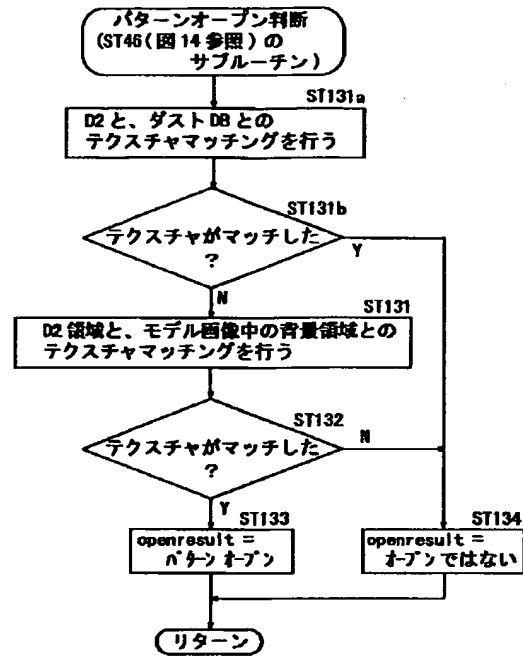 パターンオープン判断
(ST46(図14参照)の
サブルーチン)
ST131a
D2と、ダストDBとの
テクスチャマッチングを行う
ST131b
テクスチャがマッチした
?
Y
N
ST131
D2領域と、モデル画像中の背景領域との
テクスチャマッチングを行う
ST132
テクスチャがマッチした
?
N
Y
ST133
openresult =
パターンオープン
ST134
openresult =
オープンではない
リターン